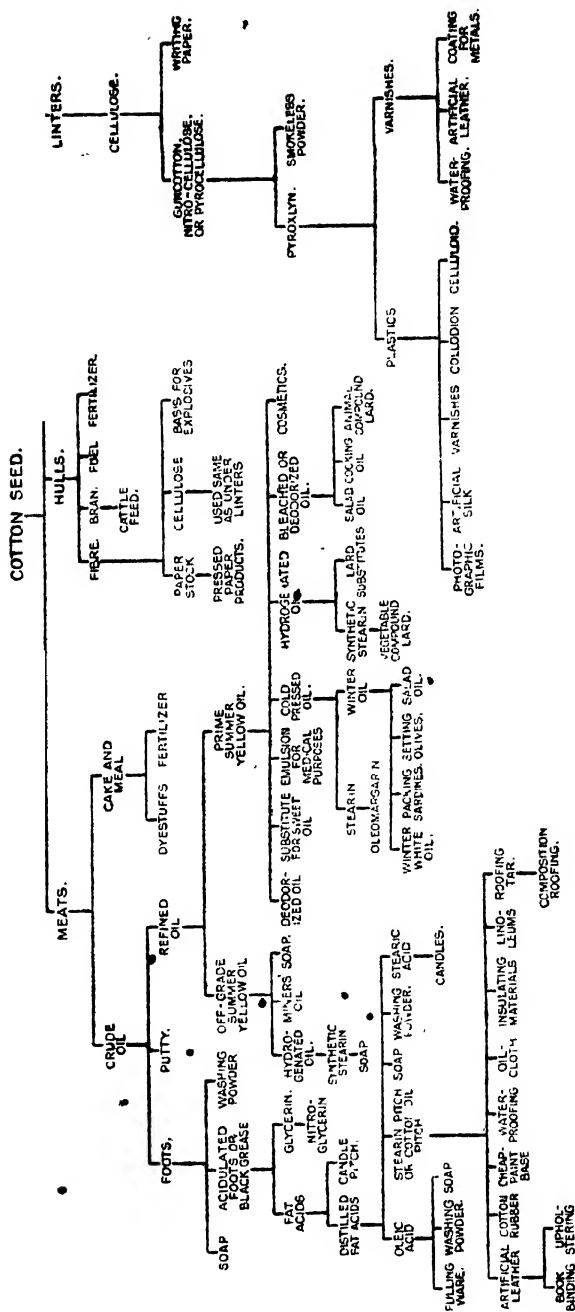 COTTON SEED.
MEATS.
HULLS.
LINTERS.
CRUDE
OIL
CAKE AND
MEAL
FIBRE.
BRAN.
FUEL
FERTILIZER.
CELLULOSE.
CATTLE
FEED.
GUNCOTTON,
NITRO-CELLULOSE,
OR PYROCELLULOSE.
WRITING
PAPER.
FOOTS,
PUTTY.
REFINED
OIL
DYESTUFFS
FERTILIZER
PAPER
STOCK
CELLULOSE
BASIS FOR
EXPLOCIVES
PRESSED
PAPER
PRODUCTS.
USED SAME
AS UNDER
LINTERS
PYROXLYN.
SMOKELESS
POWDER.
SOAP
ACIDULATED
FOOTS OR
BLACK GREASE
WASHING
POWDER
OFF-GRADE
SUMMER
YELLOW OIL
PRIME
SUMMER
YELLOW OIL.
PLASTICS
VARNISHES.
FAT
ACIDS
GLYCERIN.
NITRO-
GLYCERIN
HYDRO-
GENATED
OIL.
MINERS'
OIL
SOAP.
SYNTHETIC
STEARIN
SOAP
DEODOR-
IZED OIL
SUBSTITUTE
FOR SWEET
OIL
EMULSION
FOR
MEDICAL
PURPOSES
COLD
PRESSED
OIL.
HYDROGENATED
OIL
BLEACHED OR
DEODORIZED
OIL.
COSMETICS.
PHOTO-
GRAPHIC
FILMS.
ARTIFICIAL
SILK
VARNISHES
COLLODION
CELLULOID.
WATER-
PROOFING.
ARTIFICIAL
LEATHER.
COATING
FOR
METALS.
DISTILLED
FAT ACIDS
CANDLE
PITCH.
STEARIN
WINTER
OIL
SYNTHETIC
STEARIN
LARD
SUBSTITUTES
SALAD
OIL
COOKING
OIL
ANIMAL
COMPOUND
LARD.
OLEOMARGARIN
VEGETABLE
COMPOUND
LARD.
WINTER
WHITE
OIL.
PACKING
SARDINES.
SETTING
OLIVES.
SALAD
OIL.
OLEIC
ACID
STEARIN PITCH
OR COTTON OIL
PITCH
SOAP
WASHING
POWDER.
STEARIC
ACID
CANDLES.
FULLING
WARE.
WASHING
POWDER.
SOAP
ARTIFICIAL
LEATHER
COTTON
RUBBER
CHEAP
PAINT
BASE
WATER-
PROOFING
OIL-
CLOTH
INSULATING
MATERIALS
LINO-
LEUMS
ROOFING
TAR.
BOOK
BINDING
UPHOL-
STERING
COMPOSITION
ROOFING.